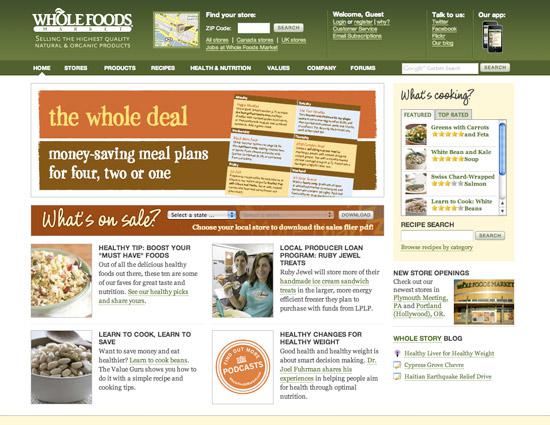 WHOLE FOODS
MARKET
SELLING THE HIGHEST QUALITY
NATURAL & ORGANIC PRODUCTS
Find your store:
ZIP Code:
SEARCH
All stores | Canada stores | UK stores
Jobs at Whole Foods Market
Welcome, Guest
Login or register | why?
Customer Service
Email Subscriptions
Talk to us:
Twitter
Facebook
Flickr
Our blog
Our app:
HOME
STORES
PRODUCTS
RECIPES
HEALTH & NUTRITION
VALUES
COMPANY
FORUMS
Google Custom Search
SEARCH
the whole deal
money-saving meal plans
for four, two or one
What's on sale?
Select a state ...
Select a store ...
DOWNLOAD
Choose your local store to download the sales flier pdf!
HEALTHY TIP: BOOST YOUR
"MUST HAVE" FOODS
Out of all the delicious healthy
foods out there, these ten are some
of our faves for great taste and
nutrition. See our healthy picks
and share yours.
LOCAL PRODUCER LOAN
PROGRAM: RUBY JEWEL
TREATS
Ruby Jewel will store more of their
handmade ice cream sandwich
treats in the larger, more energy
efficient freezer they plan to
purchase with funds from LPLP.
LEARN TO COOK, LEARN TO
SAVE
Want to save money and eat
healthier? Learn to cook beans.
The Value Guru shows you how to
do it with a simple recipe and
cooking tips.
FIND OUT MORE
PODCASTS
HEALTHY CHANGES FOR
HEALTHY WEIGHT
Good health and healthy weight is
about smart decision making. Dr.
Joel Fuhrman shares his
experiences in helping people aim
for health through optimal
nutrition.
What's cooking?
FEATURED
TOP RATED
Greens with Carrots
and Feta
White Bean and Kale
Soup
Swiss Chard-Wrapped
Salmon
Learn to Cook: White
Beans
RECIPE SEARCH
SEARCH
Browse recipes by category
NEW STORE OPENINGS
Check out our
newest stores in
Plymouth Meeting,
PA and Portland
(Hollywood), OR.
WHOLE FOODS MARKET
WHOLE STORY BLOG
Healthy Liver for Healthy Weight
Cypress Grove Chevre
Haitian Earthquake Relief Drive